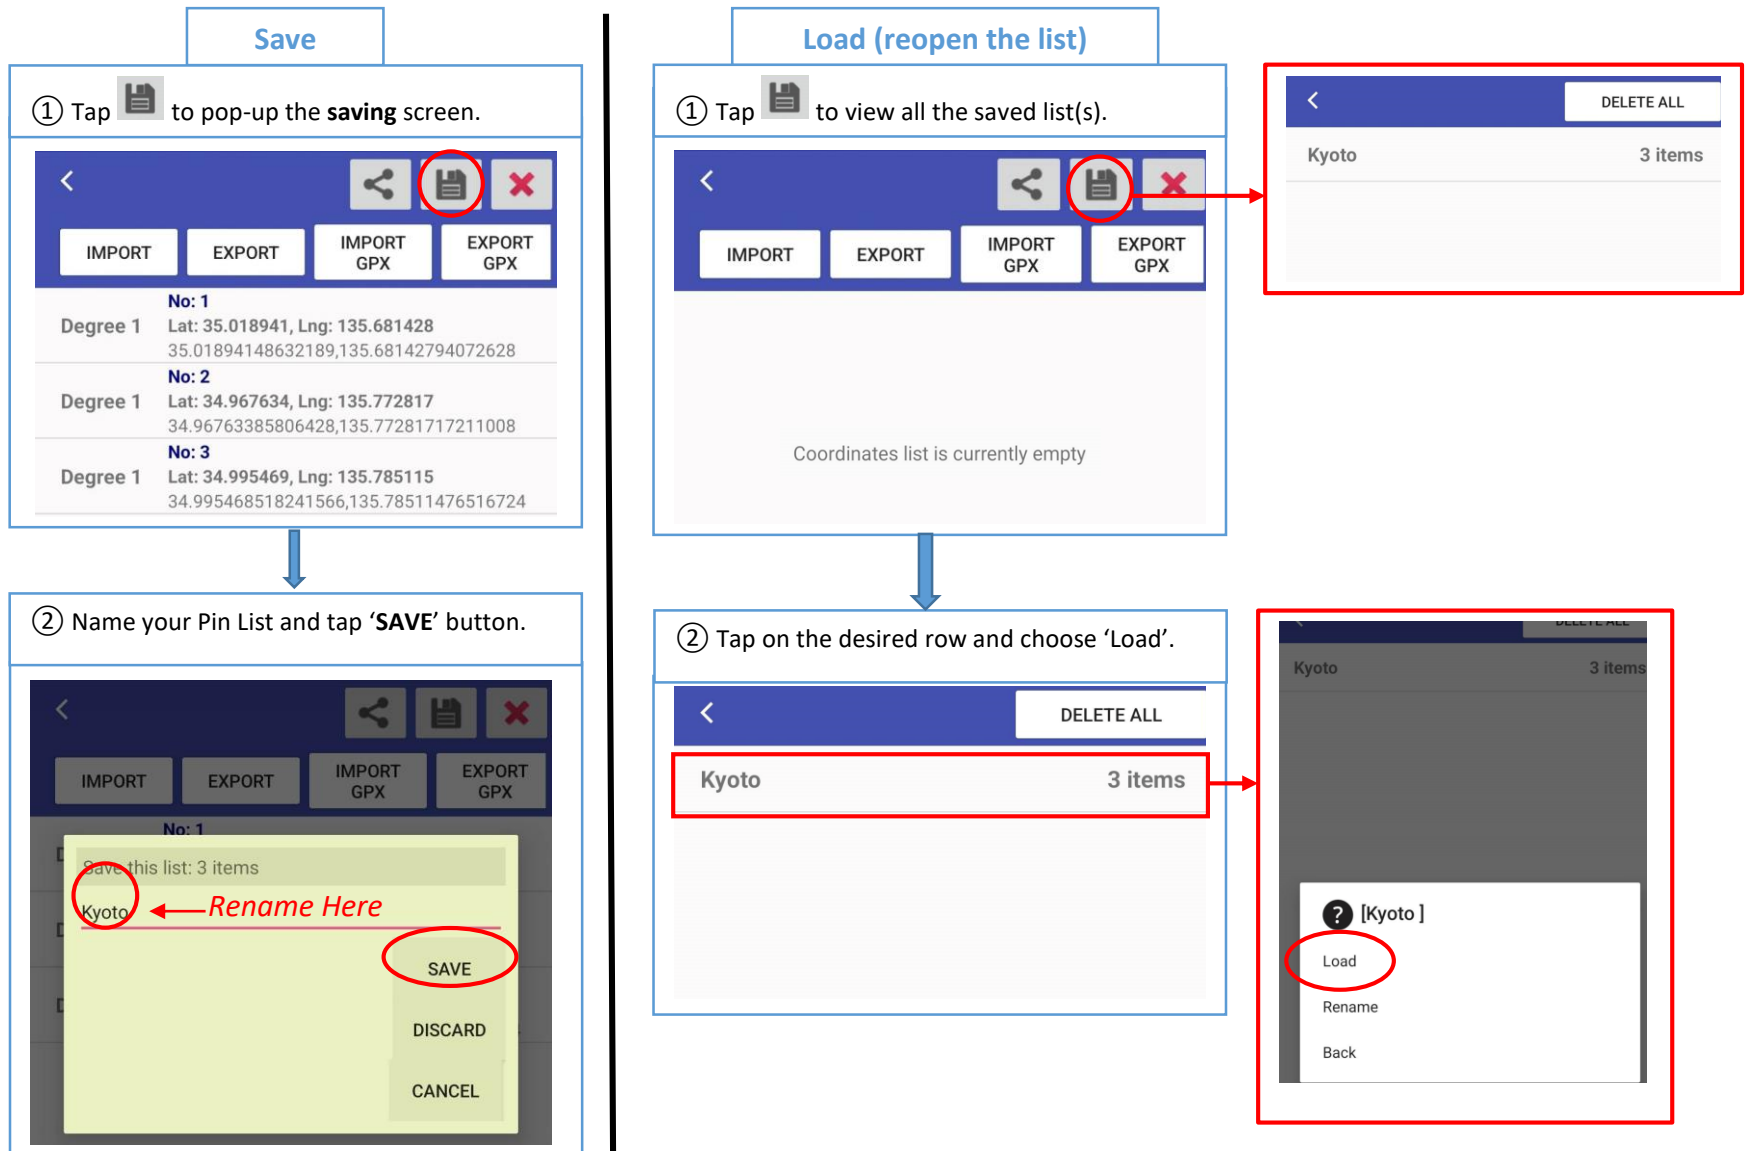 Save
① Tap to pop-up the saving screen.
IMPORT
EXPORT
IMPORT
GPX
EXPORT
GPX
No: 1
Degree 1
Lat: 35.018941, Lng: 135.681428
35.01894148632189,135.68142794072628
No: 2
Degree 1
Lat: 34.967634, Lng: 135.772817
34.96763385806428,135.77281717211008
No: 3
Degree 1
Lat: 34.995469, Lng: 135.785115
34.995468518241566,135.78511476516724
② Name your Pin List and tap ‘SAVE’ button.
IMPORT
EXPORT
IMPORT
GPX
EXPORT
GPX
No: 1
Save this list: 3 items
Kyoto
Rename Here
SAVE
DISCARD
CANCEL
Load (reopen the list)
① Tap to view all the saved list(s).
IMPORT
EXPORT
IMPORT
GPX
EXPORT
GPX
Coordinates list is currently empty
DELETE ALL
Kyoto 3 items
② Tap on the desired row and choose ‘Load’.
DELETE ALL
Kyoto 3 items
DELETE ALL
Kyoto 3 items
? [Kyoto ]
Load
Rename
Back